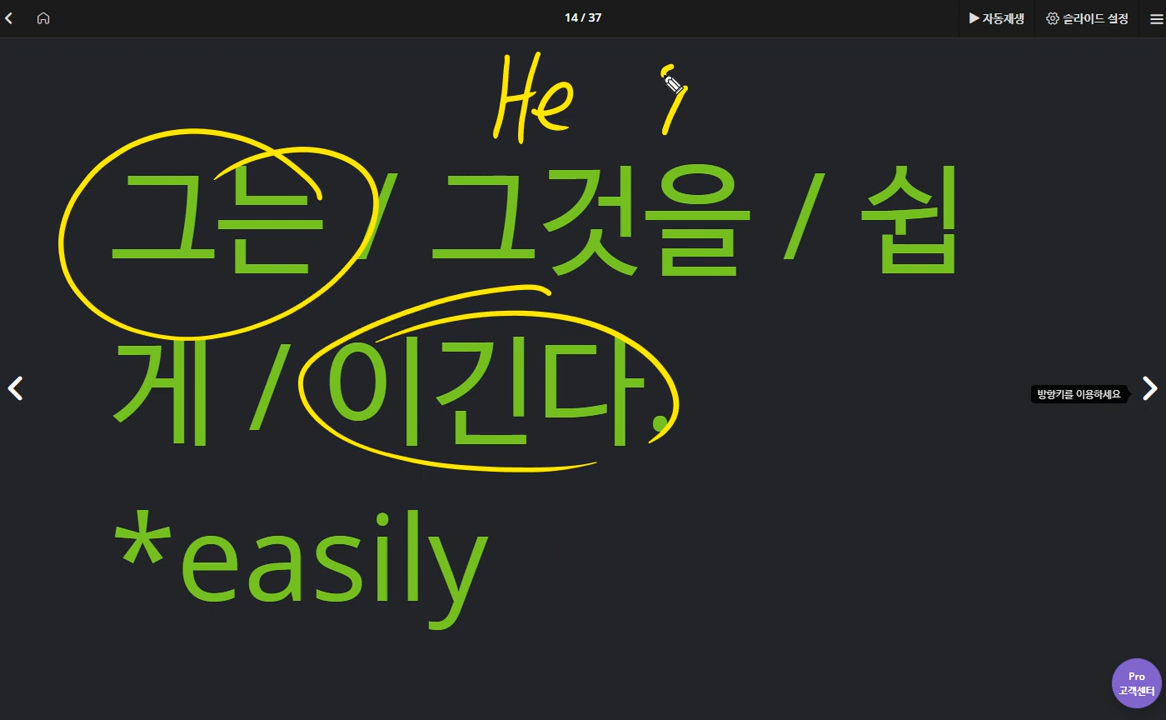 14 / 37
자동재생
슬라이드 설정
He
그는 / 그것을 / 쉽
게 / 이긴다,
방향키를 이용하세요
*easily
Pro
고객센터